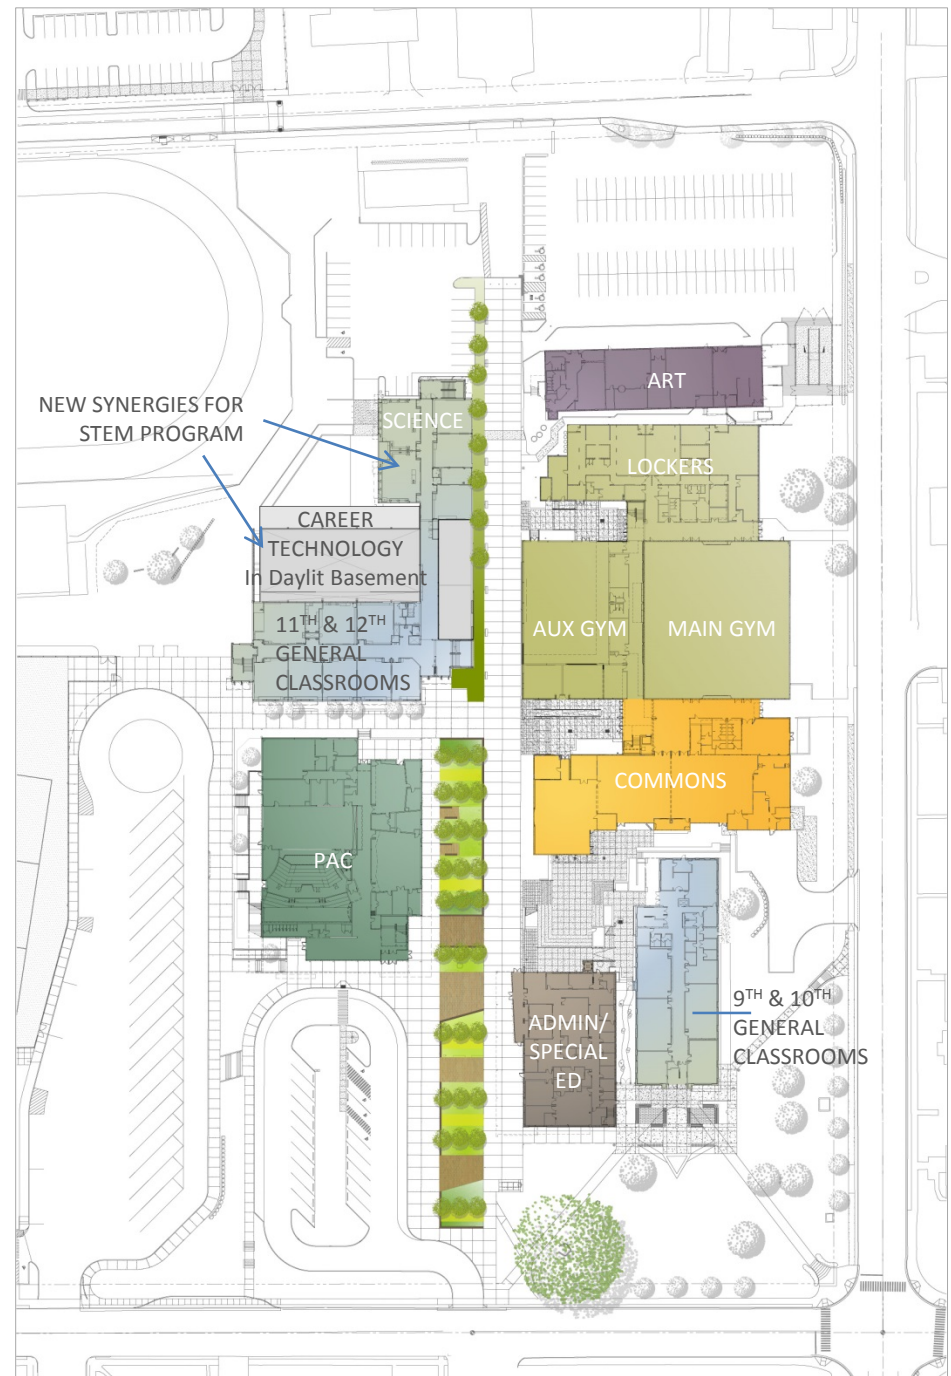 ART
NEW SYNERGIES FOR
STEM PROGRAM
SCIENCE
LOCKERS
CAREER
TECHNOLOGY
In Daylit Basement
11TH & 12TH
GENERAL
CLASSROOMS
AUX GYM
MAIN GYM
COMMONS
PAC
ADMIN/
SPECIAL
ED
9TH & 10TH
GENERAL
CLASSROOMS